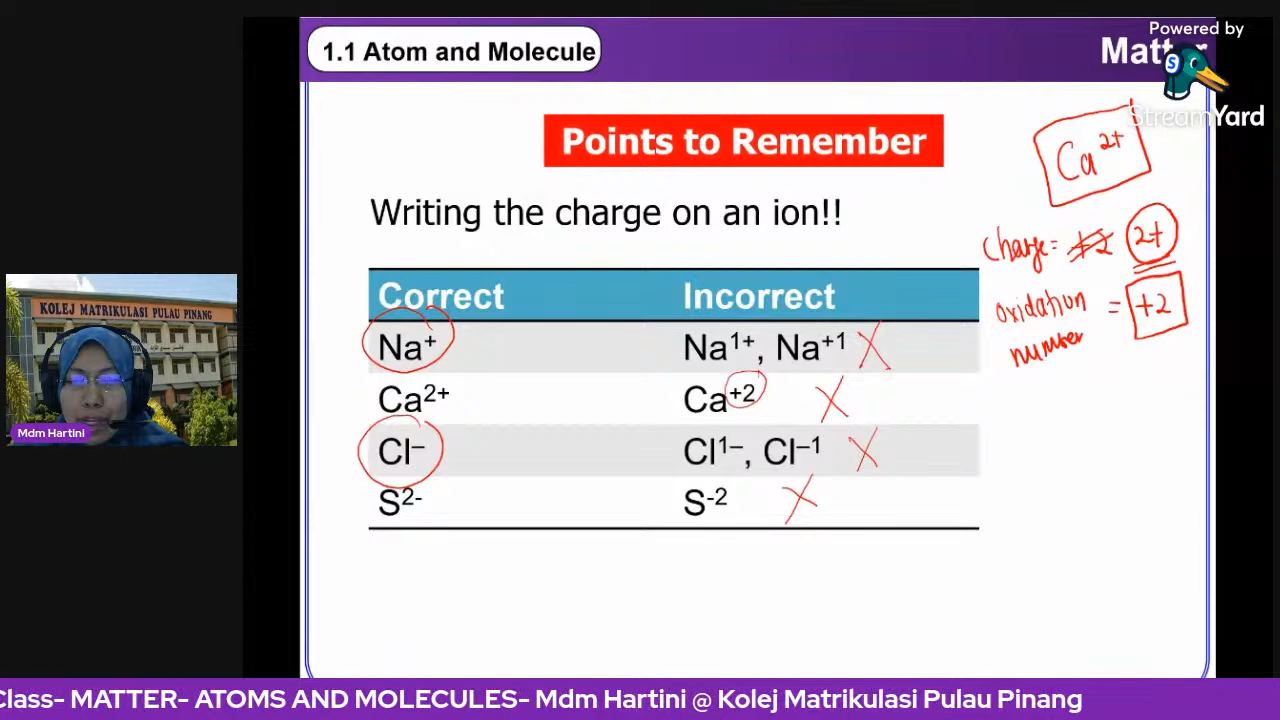 1.1 Atom and Molecule
Matter
Powered by
StreamYard
Points to Remember
Ca²⁺
Writing the charge on an ion!!
charge = +2 2+
oxidation number = +2
Correct Incorrect
Na⁺ Na¹⁺, Na⁺¹ X
Ca²⁺ Ca⁺² X
Cl⁻ Cl¹⁻, Cl⁻¹ X
S²⁻ S⁻² X
KOLEJ MATRIKULASI PULAU PINANG
Mdm Hartini
Class- MATTER- ATOMS AND MOLECULES- Mdm Hartini @ Kolej Matrikulasi Pulau Pinang